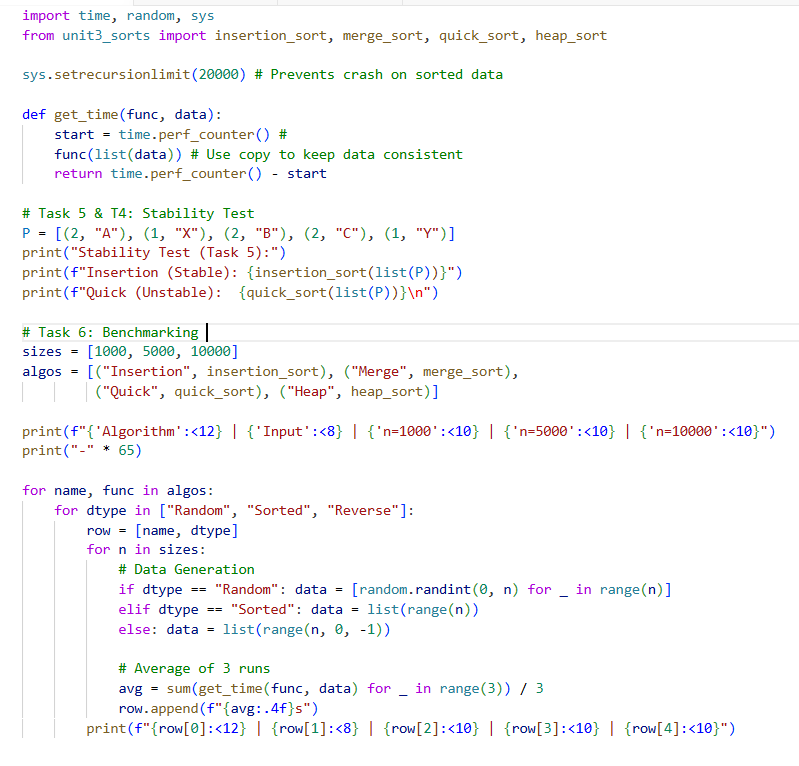 import time, random, sys
from unit3_sorts import insertion_sort, merge_sort, quick_sort, heap_sort

sys.setrecursionlimit(20000) # Prevents crash on sorted data

def get_time(func, data):
    start = time.perf_counter() #
    func(list(data)) # Use copy to keep data consistent
    return time.perf_counter() - start

# Task 5 & T4: Stability Test
P = [(2, "A"), (1, "X"), (2, "B"), (2, "C"), (1, "Y")]
print("Stability Test (Task 5):")
print(f"Insertion (Stable): {insertion_sort(list(P))}")
print(f"Quick (Unstable):  {quick_sort(list(P))}\n")

# Task 6: Benchmarking
sizes = [1000, 5000, 10000]
algos = [("Insertion", insertion_sort), ("Merge", merge_sort),
         ("Quick", quick_sort), ("Heap", heap_sort)]

print(f"{'Algorithm':<12} | {'Input':<8} | {'n=1000':<10} | {'n=5000':<10} | {'n=10000':<10}")
print("-" * 65)

for name, func in algos:
    for dtype in ["Random", "Sorted", "Reverse"]:
        row = [name, dtype]
        for n in sizes:
            # Data Generation
            if dtype == "Random": data = [random.randint(0, n) for _ in range(n)]
            elif dtype == "Sorted": data = list(range(n))
            else: data = list(range(n, 0, -1))

            # Average of 3 runs
            avg = sum(get_time(func, data) for _ in range(3)) / 3
            row.append(f"{avg:.4f}s")
        print(f"{row[0]:<12} | {row[1]:<8} | {row[2]:<10} | {row[3]:<10} | {row[4]:<10}")